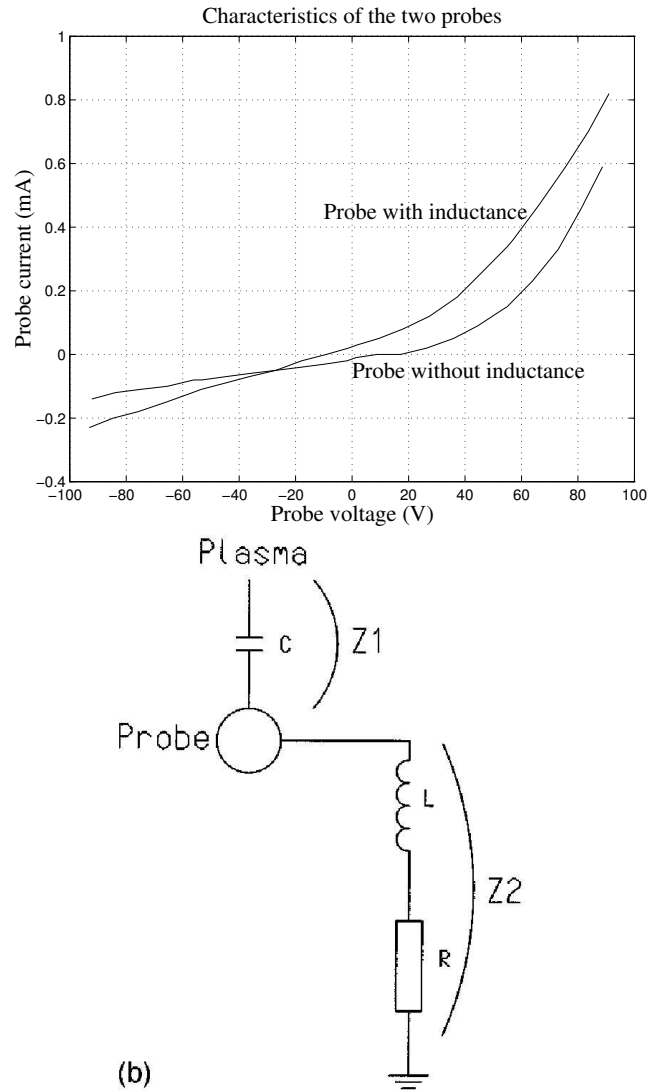 Characteristics of the two probes
1
0.8
0.6
0.4
0.2
0
−0.2
−0.4
Probe current (mA)
Probe with inductance
Probe without inductance
−100 −80 −60 −40 −20 0 20 40 60 80 100
Probe voltage (V)
Plasma
C
Z1
Probe
L
Z2
R
(b)